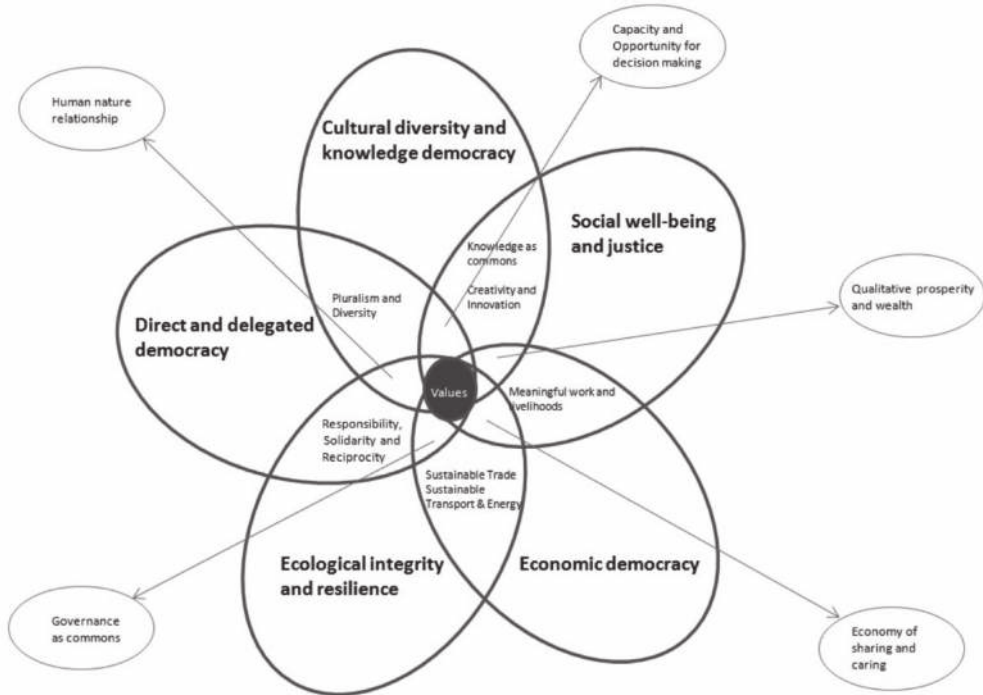 Capacity and
Opportunity for
decision making
Human nature
relationship
Cultural diversity and
knowledge democracy
Social well-being
and justice
Knowledge as
commons
Creativity and
Innovation
Qualitative prosperity
and wealth
Pluralism and
Diversity
Direct and delegated
democracy
Values
Meaningful work and
livelihoods
Responsibility,
Solidarity and
Reciprocity
Sustainable Trade
Sustainable
Transport & Energy
Ecological integrity
and resilience
Economic democracy
Governance
as commons
Economy of
sharing and
caring